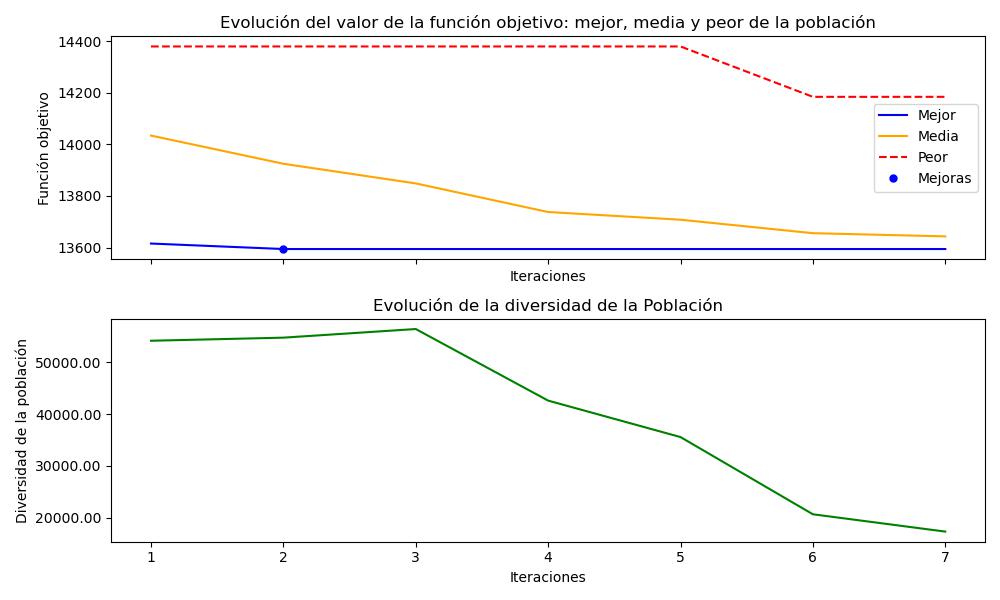 Evolución del valor de la función objetivo: mejor, media y peor de la población
14400
14200
14000
13800
13600
Función objetivo
Mejor
Media
Peor
Mejoras
Iteraciones
Evolución de la diversidad de la Población
50000.00
40000.00
30000.00
20000.00
Diversidad de la población
1 2 3 4 5 6 7
Iteraciones